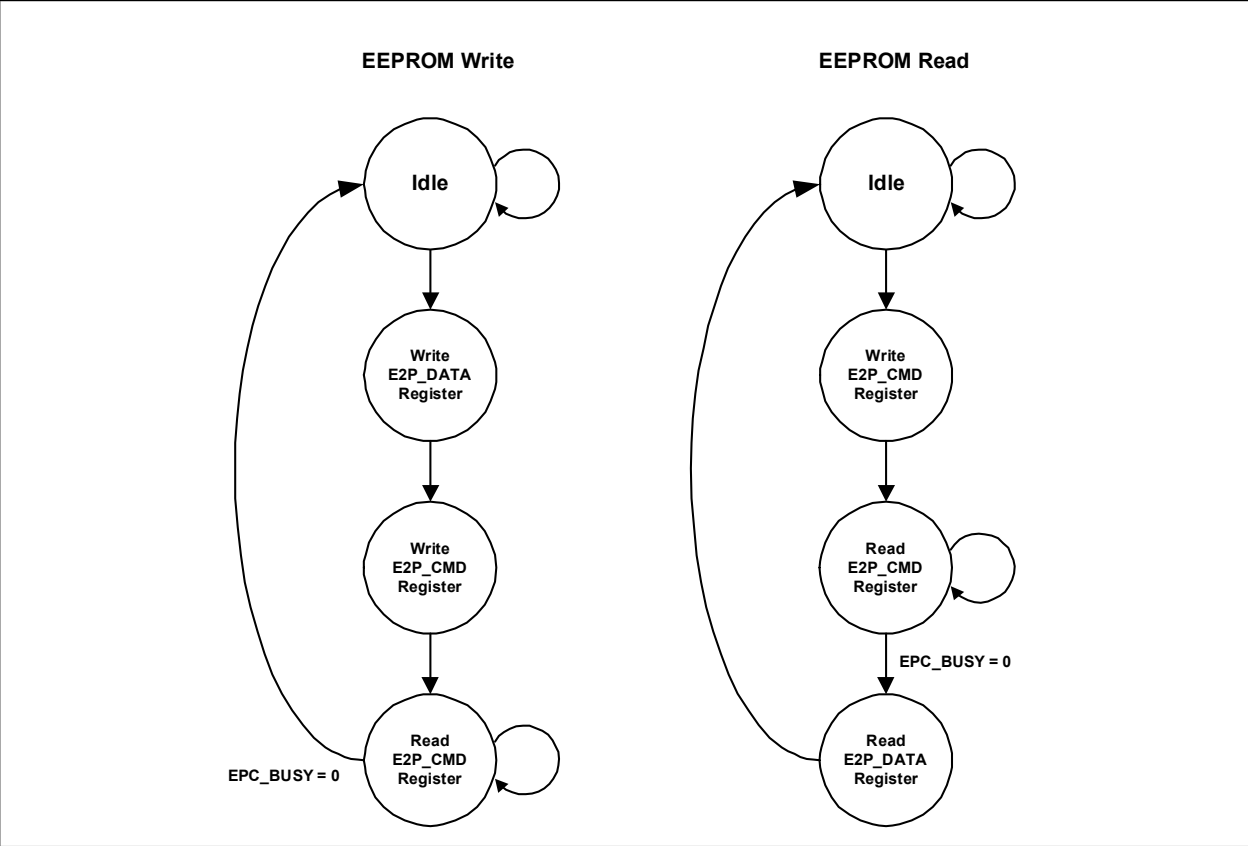 EEPROM Write
Idle
Write
E2P_DATA
Register
Write
E2P_CMD
Register
Read
E2P_CMD
Register
EPC_BUSY = 0
EEPROM Read
Idle
Write
E2P_CMD
Register
Read
E2P_CMD
Register
EPC_BUSY = 0
Read
E2P_DATA
Register